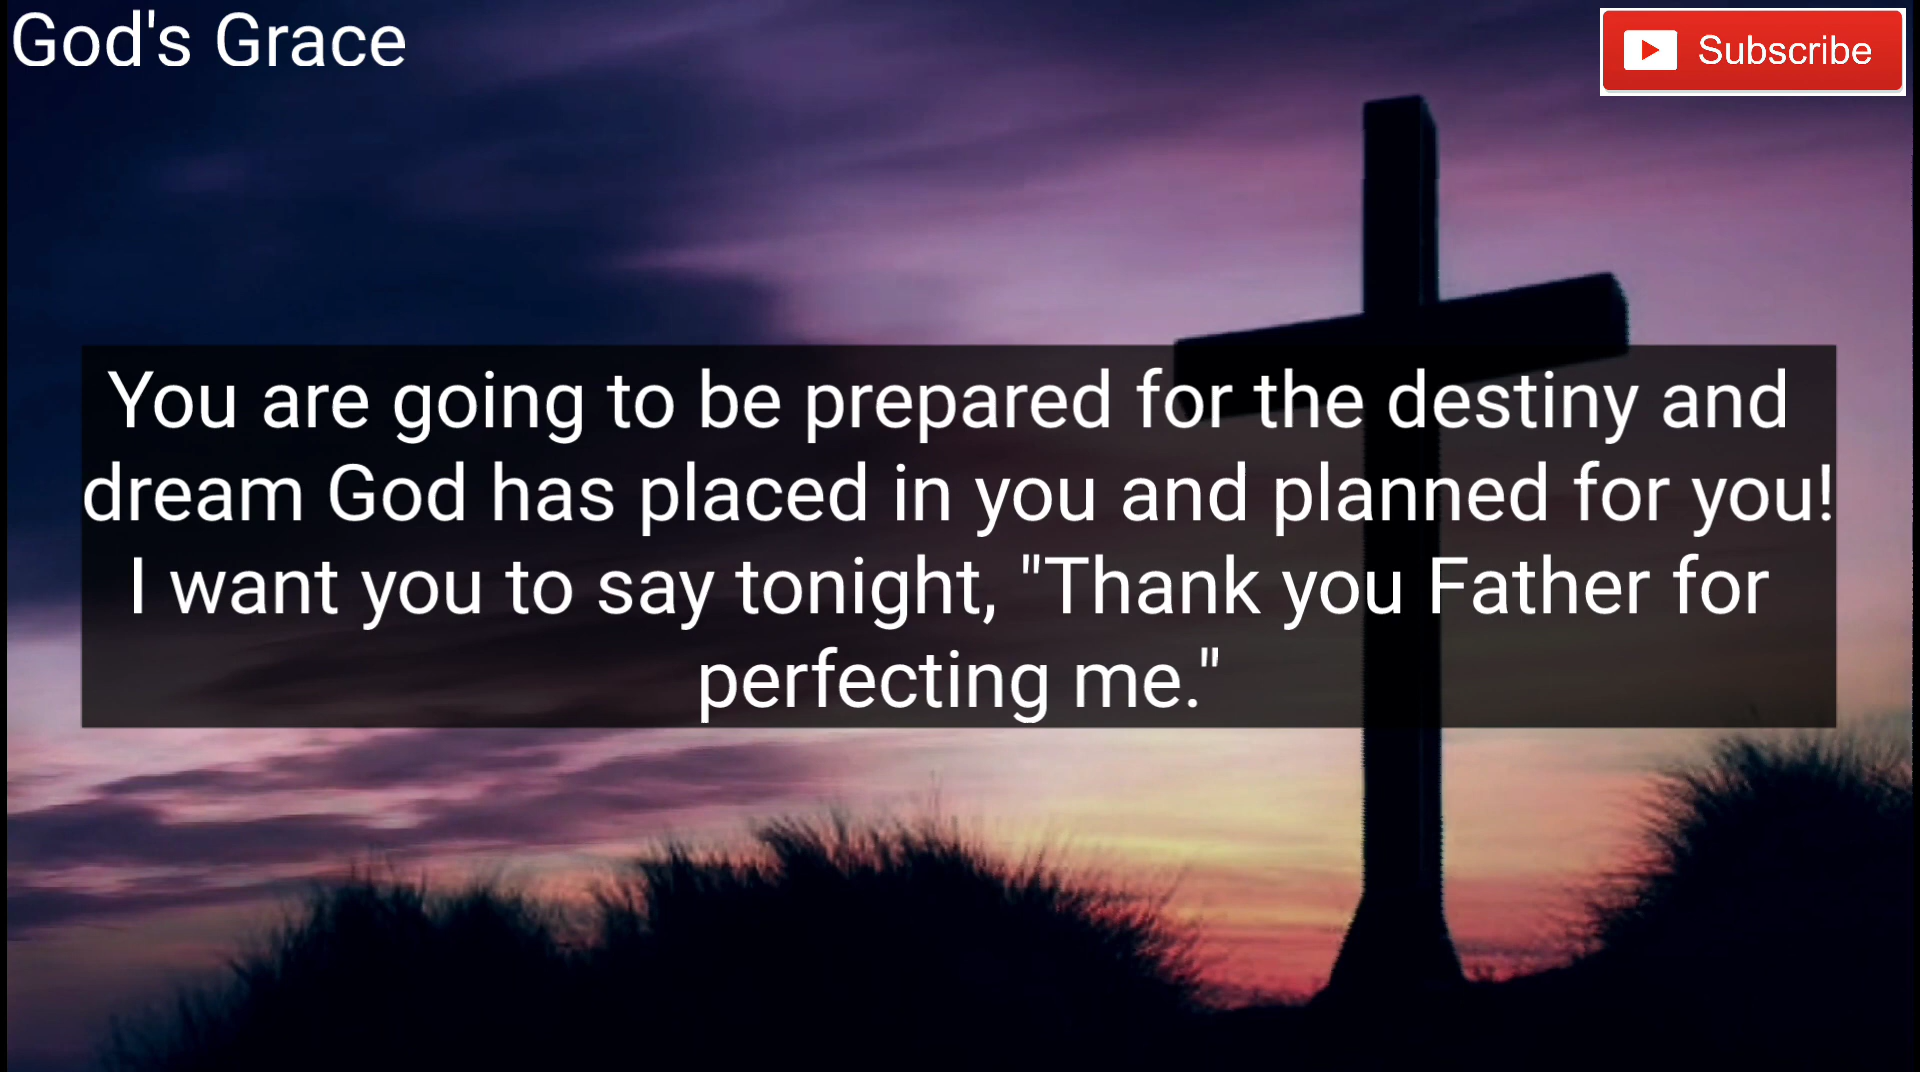 God's Grace
Subscribe
You are going to be prepared for the destiny and
dream God has placed in you and planned for you!
I want you to say tonight, "Thank you Father for
perfecting me."